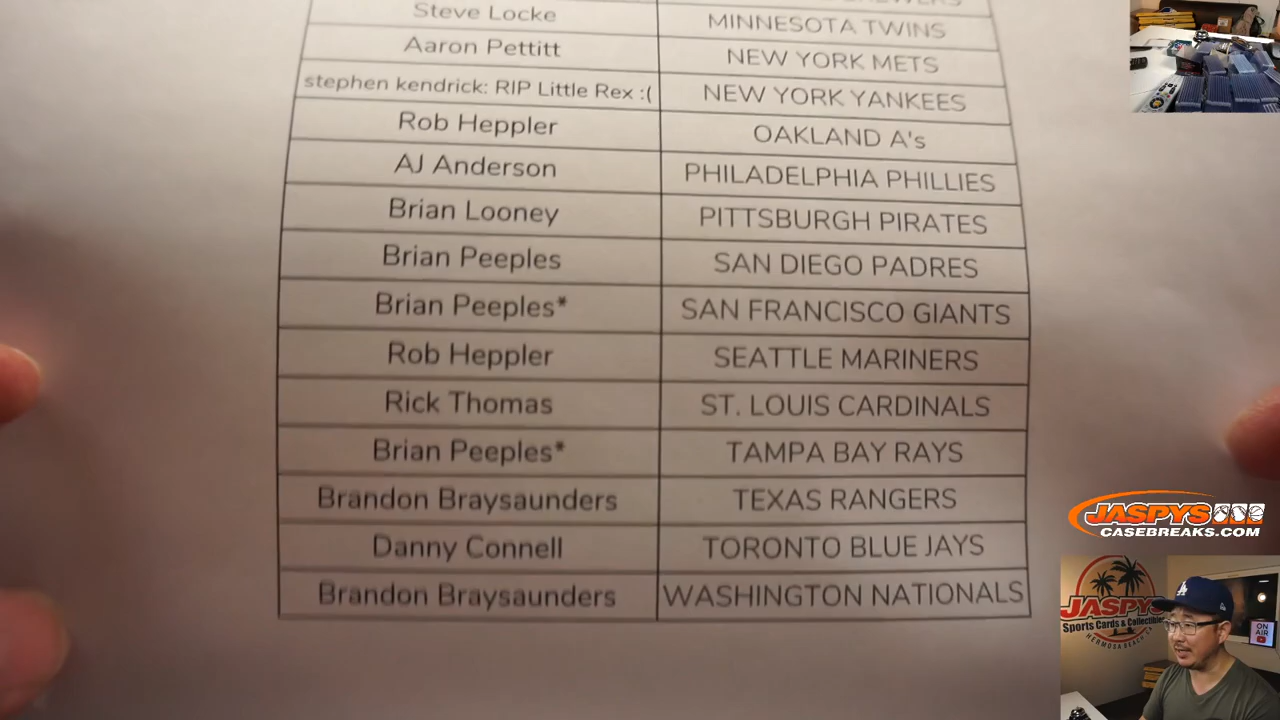 Steve Locke MINNESOTA TWINS
Aaron Pettitt NEW YORK METS
stephen kendrick: RIP Little Rex :( NEW YORK YANKEES
Rob Heppler OAKLAND A's
AJ Anderson PHILADELPHIA PHILLIES
Brian Looney PITTSBURGH PIRATES
Brian Peeples SAN DIEGO PADRES
Brian Peeples* SAN FRANCISCO GIANTS
Rob Heppler SEATTLE MARINERS
Rick Thomas ST. LOUIS CARDINALS
Brian Peeples* TAMPA BAY RAYS
Brandon Braysaunders TEXAS RANGERS
Danny Connell TORONTO BLUE JAYS
Brandon Braysaunders WASHINGTON NATIONALS
JASPYS
CASEBREAKS.COM
JASPYS
Sports Cards & Collectibles
HERMOSA BEACH
ON AIR
LA